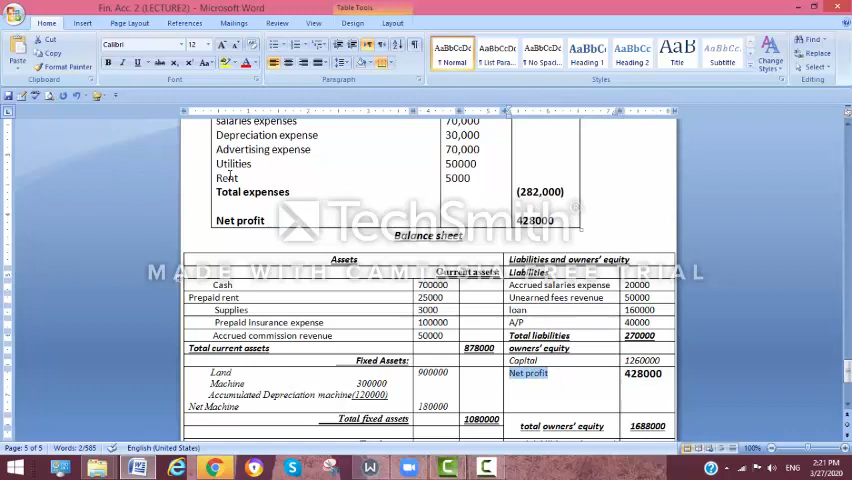 Fin. Acc. 2 (LECTURE2) - Microsoft Word
Table Tools
Home Insert Page Layout References Mailings Review View Design Layout
Paste
Cut
Copy
Format Painter
Clipboard
Calibri 12
Font
Paragraph
AaBbCcDd AaBbCcDd AaBbCcDd AaBbC AaBbCc AaB AaBbCcD
¶ Normal ¶ List Para... ¶ No Spaci... Heading 1 Heading 2 Title Subtitle
Change Styles
Styles
Find
Replace
Select
Editing
salaries expenses 70,000
Depreciation expense 30,000
Advertising expense 70,000
Utilities 50000
Rent 5000
Total expenses (282,000)
Net profit 428000
TechSmith®
MADE WITH CAMTASIA FREE TRIAL
Balance sheet
Assets Liabilities and owners' equity
Current assets: Liabilities
Cash 700000 Accrued salaries expense 20000
Prepaid rent 25000 Unearned fees revenue 50000
Supplies 3000 loan 160000
Prepaid Insurance expense 100000 A/P 40000
Accrued commission revenue 50000 Total liabilities 270000
Total current assets 878000 owners' equity
Fixed Assets: Capital 1260000
Land 900000 Net profit 428000
Machine 300000
Accumulated Depreciation machine(120000)
Net Machine 180000
Total fixed assets 1080000 total owners' equity 1688000
Page: 5 of 5 Words: 2/585 English (United States) 100%
ENG 2:21 PM
3/27/2020